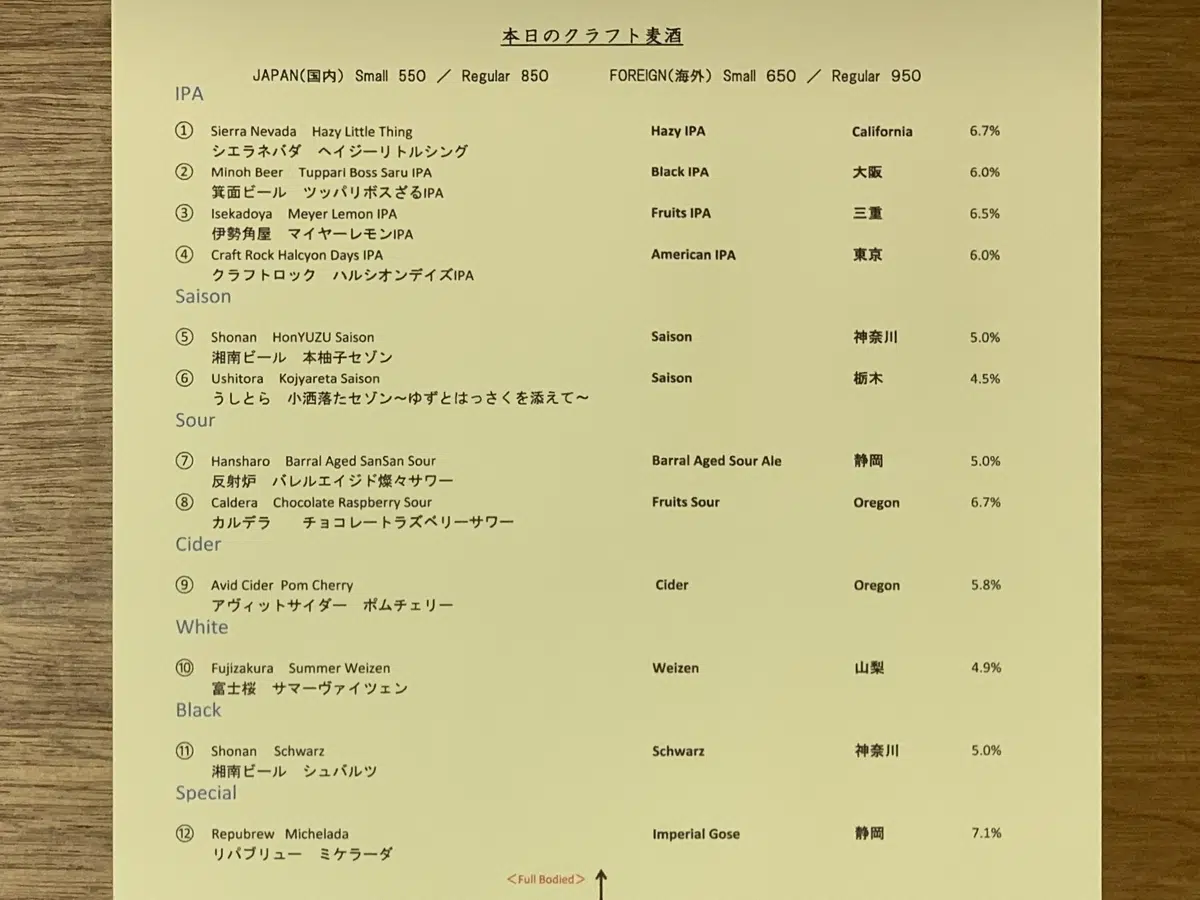 本日のクラフト麦酒
JAPAN(国内) Small 550 / Regular 850 FOREIGN(海外) Small 650 / Regular 950
IPA
① Sierra Nevada Hazy Little Thing Hazy IPA California 6.7%
シエラネバダ ヘイジーリトルシング
② Minoh Beer Tuppari Boss Saru IPA Black IPA 大阪 6.0%
箕面ビール ツッパリボスざるIPA
③ Isekadoya Meyer Lemon IPA Fruits IPA 三重 6.5%
伊勢角屋 マイヤーレモンIPA
④ Craft Rock Halcyon Days IPA American IPA 東京 6.0%
クラフトロック ハルシオンデイズIPA
Saison
⑤ Shonan HonYUZU Saison Saison 神奈川 5.0%
湘南ビール 本柚子セゾン
⑥ Ushitora Kojyareta Saison Saison 栃木 4.5%
うしとら 小洒落たセゾン〜ゆずとはっさくを添えて〜
Sour
⑦ Hansharo Barral Aged SanSan Sour Barral Aged Sour Ale 静岡 5.0%
反射炉 バレルエイジド燦々サワー
⑧ Caldera Chocolate Raspberry Sour Fruits Sour Oregon 6.7%
カルデラ チョコレートラズベリーサワー
Cider
⑨ Avid Cider Pom Cherry Cider Oregon 5.8%
アヴィットサイダー ポムチェリー
White
⑩ Fujizakura Summer Weizen Weizen 山梨 4.9%
富士桜 サマーヴァイツェン
Black
⑪ Shonan Schwarz Schwarz 神奈川 5.0%
湘南ビール シュバルツ
Special
⑫ Repubrew Michelada Imperial Gose 静岡 7.1%
リパブリュー ミケラーダ
＜Full Bodied＞